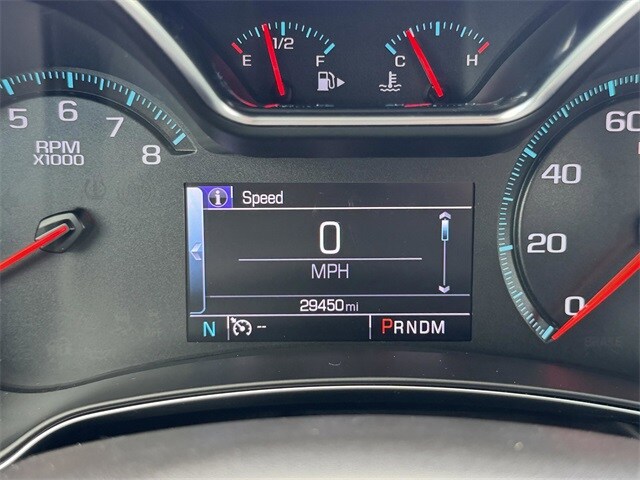 1/2
E F
C H
5 6 7 8
RPM
X1000
60
40
20
0
Speed
0
MPH
29450 mi
N -- PRNDM